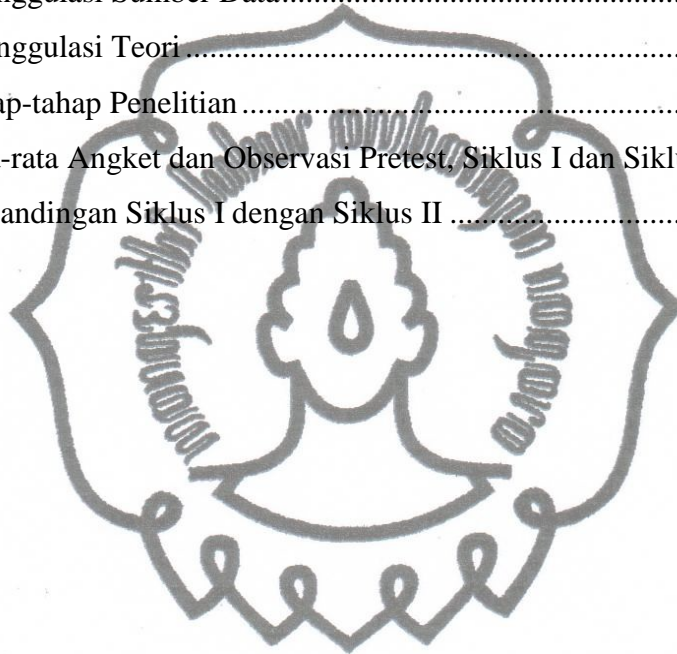 nggulasi Sumber Data........................................
nggulasi Teori........................................................
ap-tahap Penelitian................................................
a-rata Angket dan Observasi Pretest, Siklus I dan Siklu
andingan Siklus I dengan Siklus II ..........................